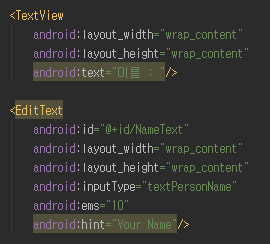 <TextView
android:layout_width="wrap_content"
android:layout_height="wrap_content"
android:text="이름 : "/>
<EditText
android:id="@+id/NameText"
android:layout_width="wrap_content"
android:layout_height="wrap_content"
android:inputType="textPersonName"
android:ems="10"
android:hint="Your Name"/>